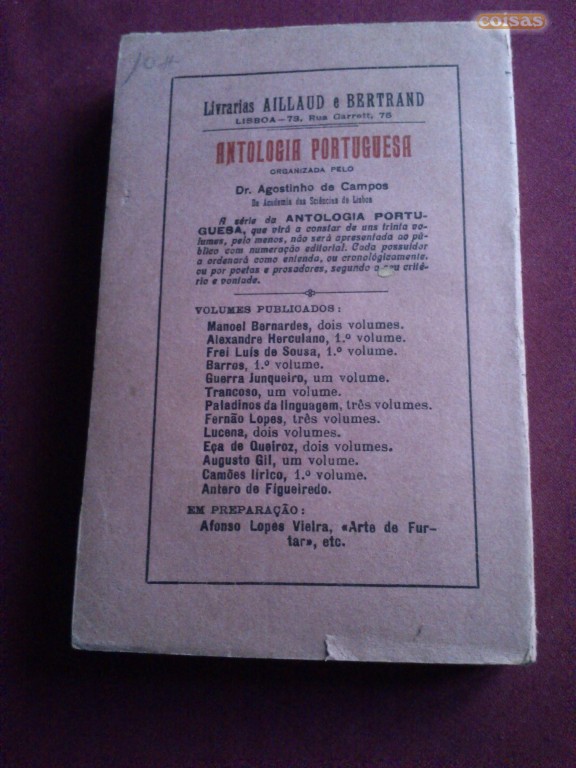 coisas
Livrarias AILLAUD e BERTRAND
LISBOA—73, Rua Garrett, 75
ANTOLOGIA PORTUGUESA
ORGANIZADA PELO
Dr. Agostinho de Campos
Da Academia das Sciências de Lisboa
A série da ANTOLOGIA PORTU-
GUESA, que virá a constar de uns trinta vo-
lumes, pelo menos, não será apresentada ao pú-
blico com numeração editorial. Cada possuidor
a ordenará como entenda, ou cronológicamente,
ou por poetas e prosadores, segundo o seu crité-
rio e vontade.
VOLUMES PUBLICADOS:
Manoel Bernardes, dois volumes.
Alexandre Herculano, 1.º volume.
Frei Luís de Sousa, 1.º volume.
Barros, 1.º volume.
Guerra Junqueiro, um volume.
Trancoso, um volume.
Paladinos da linguagem, três volumes.
Fernão Lopes, três volumes.
Lucena, dois volumes.
Eça de Queiroz, dois volumes.
Augusto Gil, um volume.
Camões lírico, 1.º volume.
Antero de Figueiredo.
EM PREPARAÇÃO:
Afonso Lopes Vieira, «Arte de Fur-
tar», etc.